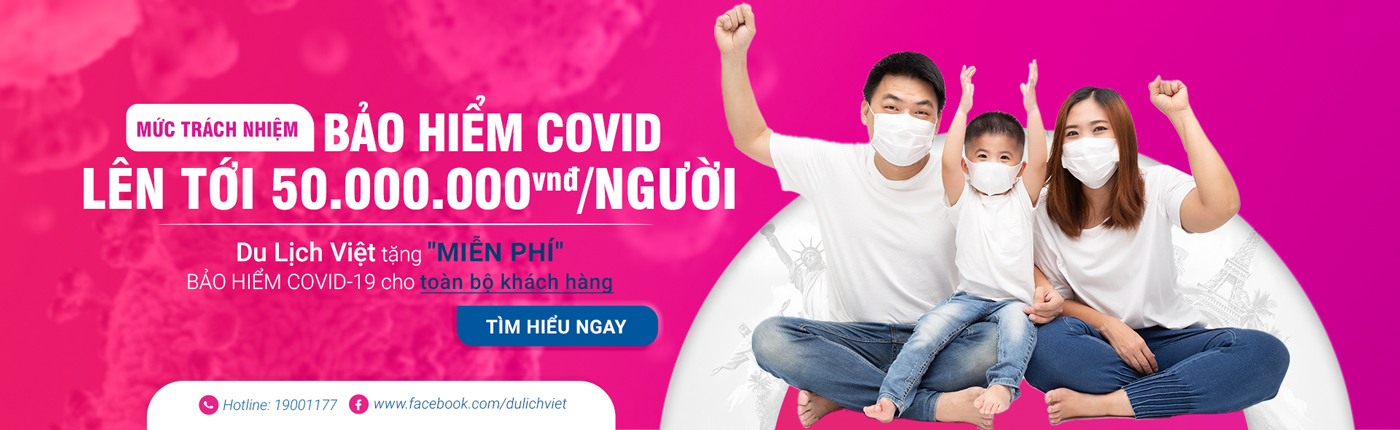 MỨC TRÁCH NHIỆM BẢO HIỂM COVID
LÊN TỚI 50.000.000vnđ/NGƯỜI
Du Lịch Việt tặng "MIỄN PHÍ"
BẢO HIỂM COVID-19 cho toàn bộ khách hàng
TÌM HIỂU NGAY
Hotline: 19001177 www.facebook.com/dulichviet